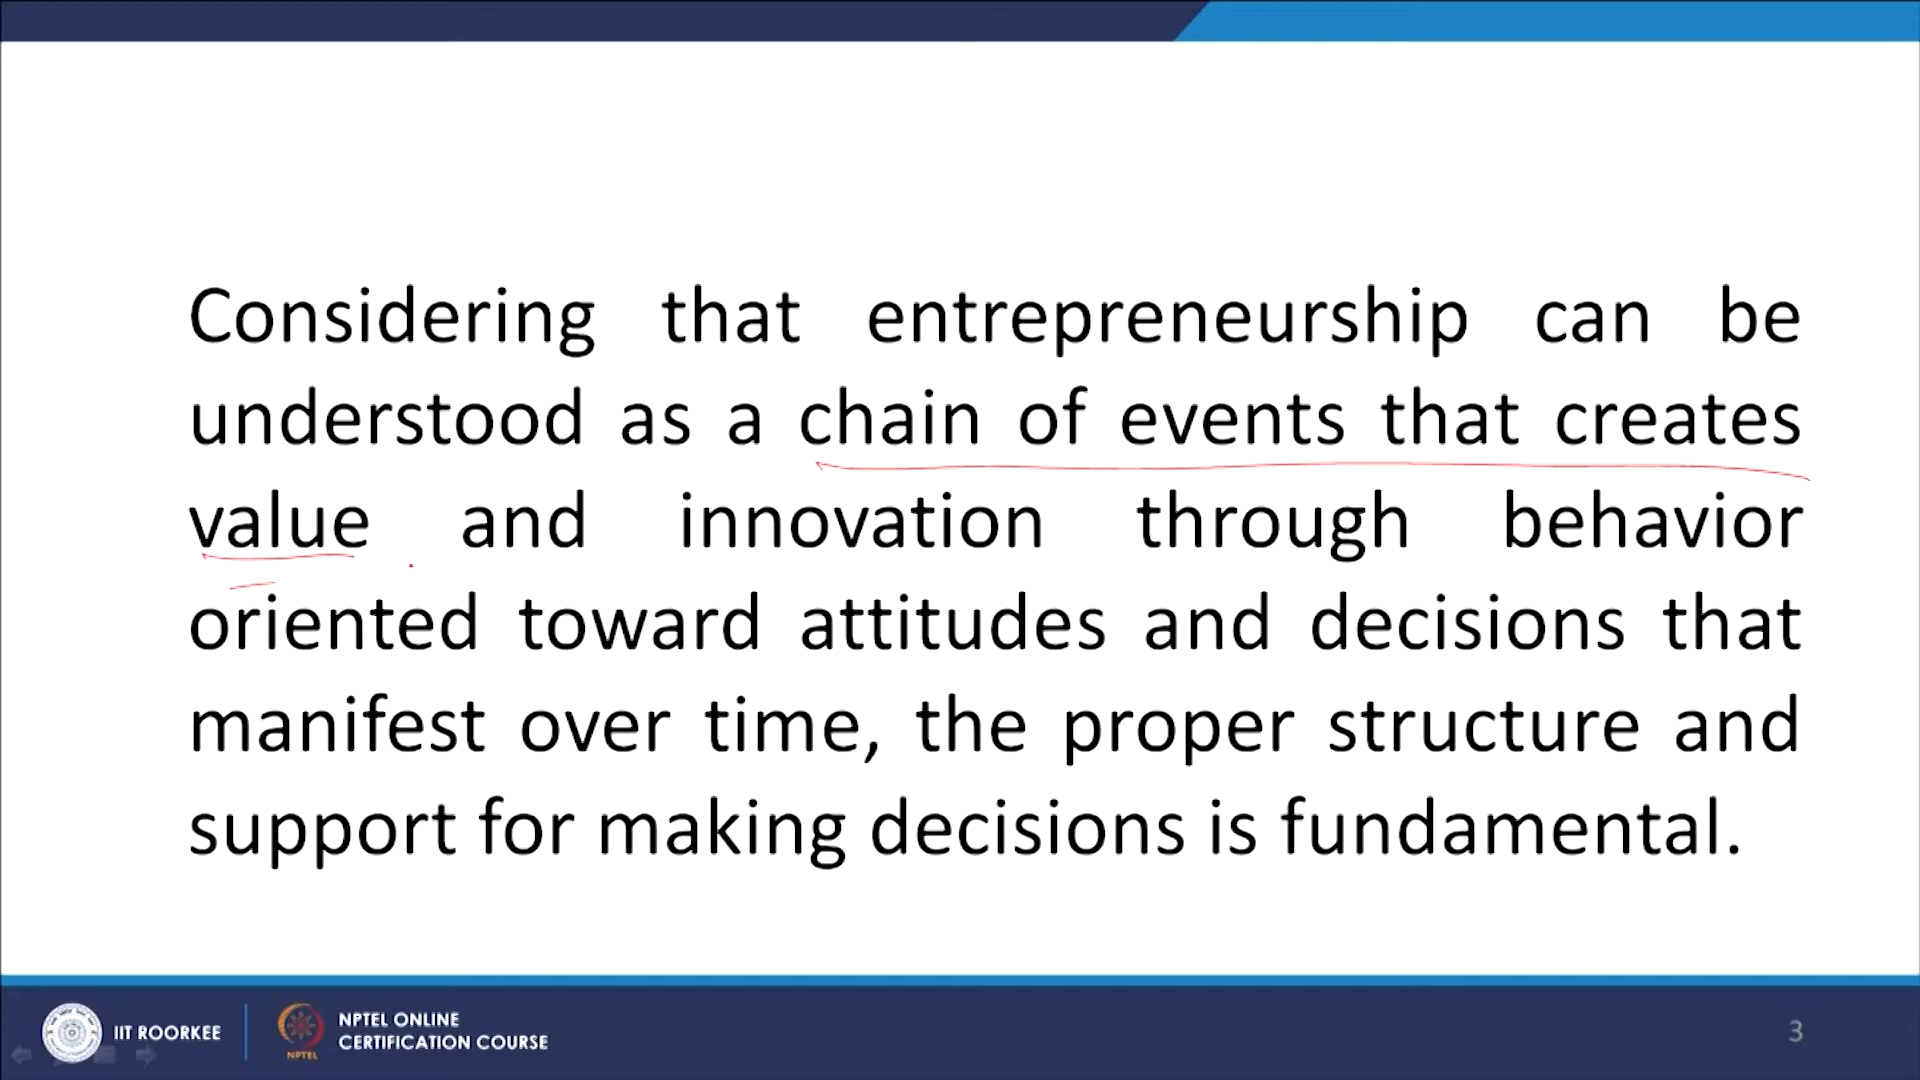 Considering that entrepreneurship can be
understood as a chain of events that creates
value and innovation through behavior
oriented toward attitudes and decisions that
manifest over time, the proper structure and
support for making decisions is fundamental.
IIT ROORKEE
NPTEL
NPTEL ONLINE
CERTIFICATION COURSE
3